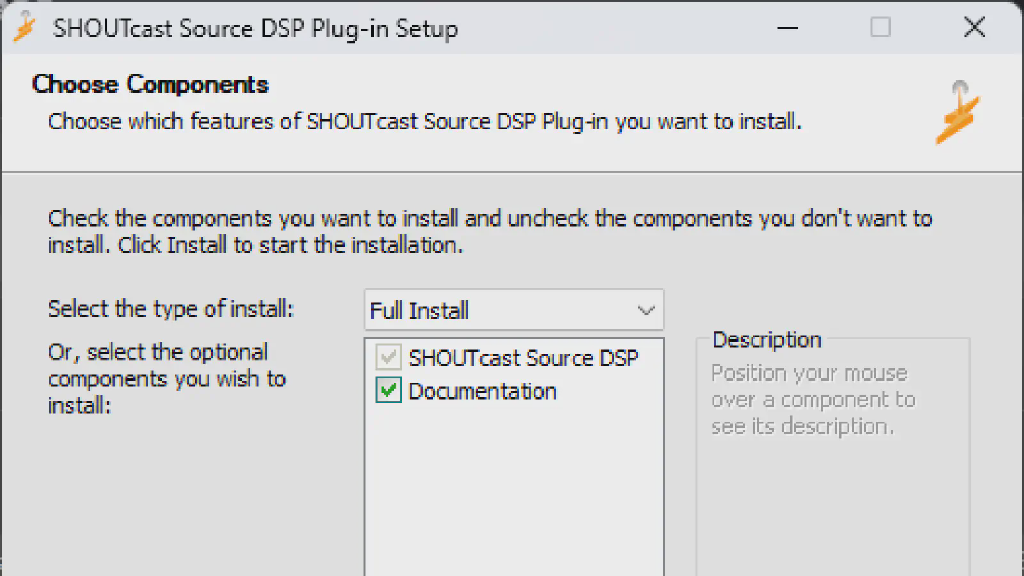 SHOUTcast Source DSP Plug-in Setup
Choose Components
Choose which features of SHOUTcast Source DSP Plug-in you want to install.
Check the components you want to install and uncheck the components you don't want to
install. Click Install to start the installation.
Select the type of install:
Full Install
Or, select the optional
components you wish to
install:
SHOUTcast Source DSP
Documentation
Description
Position your mouse
over a component to
see its description.